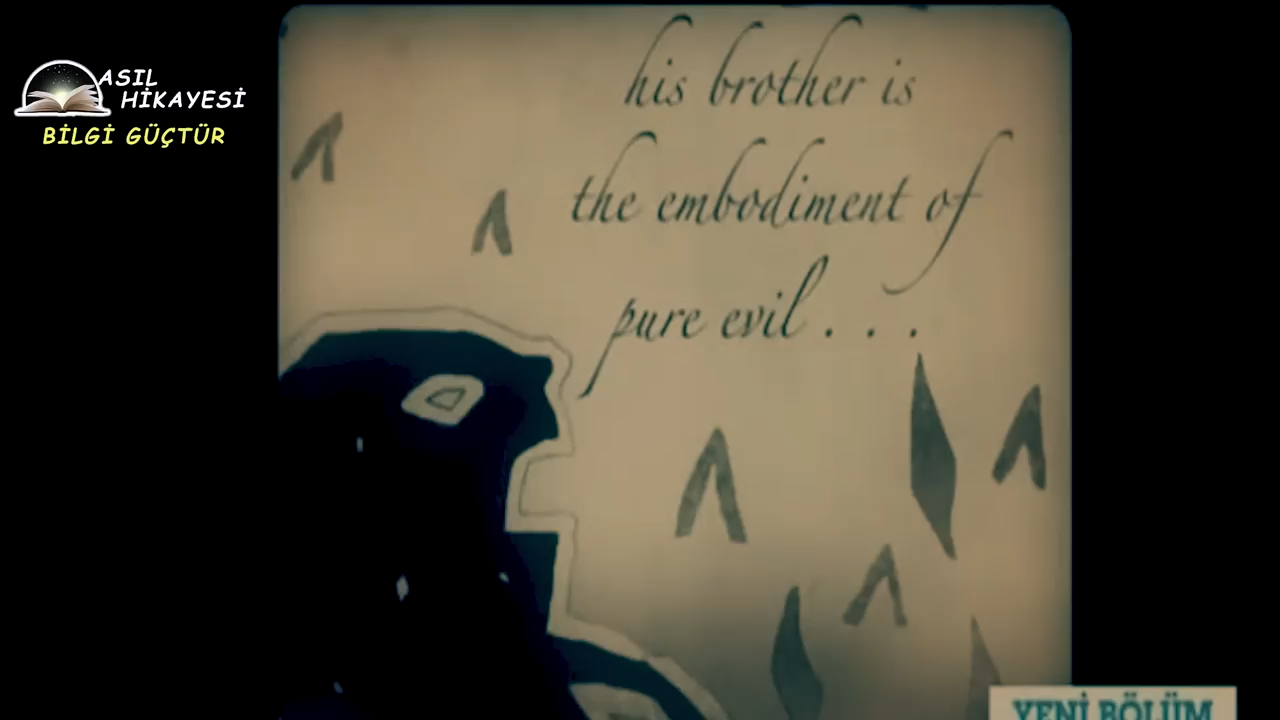 ASIL
HİKAYESİ
BİLGİ GÜÇTÜR
his brother is
the embodiment of
pure evil . . .
YENİ BÖLÜM